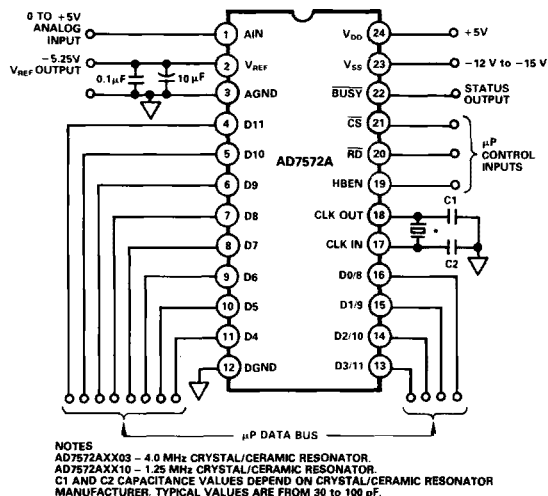 0 TO +5V
ANALOG
INPUT
1
AIN
VDD
24
+5V
−5.25V
VREF OUTPUT
0.1µF
10 µF
2
VREF
VSS
23
−12 V to −15 V
3
AGND
BUSY
22
STATUS
OUTPUT
4
D11
CS
21
5
D10
AD7572A
RD
20
µP
CONTROL
INPUTS
6
D9
HBEN
19
7
D8
CLK OUT
18
C1
*
8
D7
CLK IN
17
C2
9
D6
D0/8
16
10
D5
D1/9
15
11
D4
D2/10
14
12
DGND
D3/11
13
µP DATA BUS
NOTES
AD7572AXX03 – 4.0 MHz CRYSTAL/CERAMIC RESONATOR.
AD7572AXX10 – 1.25 MHz CRYSTAL/CERAMIC RESONATOR.
C1 AND C2 CAPACITANCE VALUES DEPEND ON CRYSTAL/CERAMIC RESONATOR
MANUFACTURER. TYPICAL VALUES ARE FROM 30 to 100 pF.